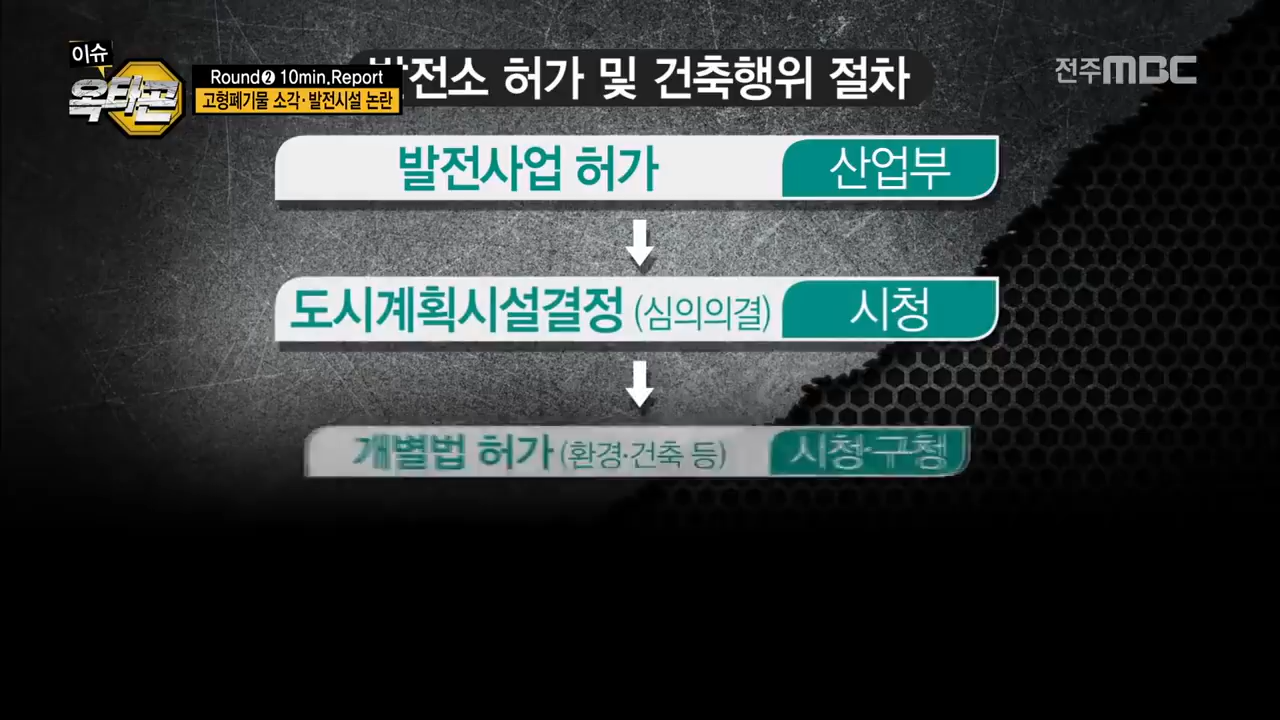 이슈
옥타곤
Round❷ 10min.Report
고형폐기물 소각·발전시설 논란
발전소 허가 및 건축행위 절차
전주MBC
발전사업 허가 산업부
도시계획시설결정 (심의의결) 시청
개별법 허가 (환경·건축 등) 시청·구청